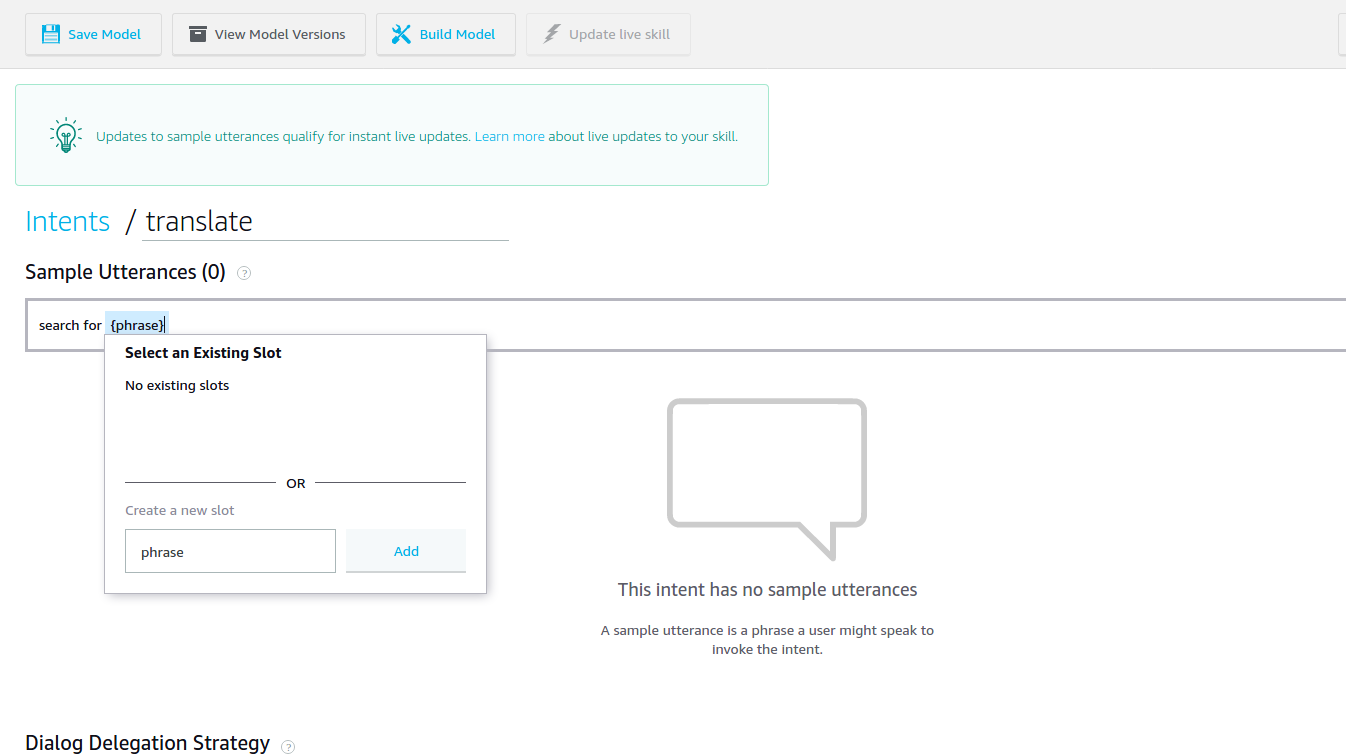 Save Model
View Model Versions
Build Model
Update live skill
Updates to sample utterances qualify for instant live updates. Learn more about live updates to your skill.
Intents / translate
Sample Utterances (0) ?
search for {phrase}
Select an Existing Slot
No existing slots
OR
Create a new slot
phrase
Add
This intent has no sample utterances
A sample utterance is a phrase a user might speak to
invoke the intent.
Dialog Delegation Strategy ?